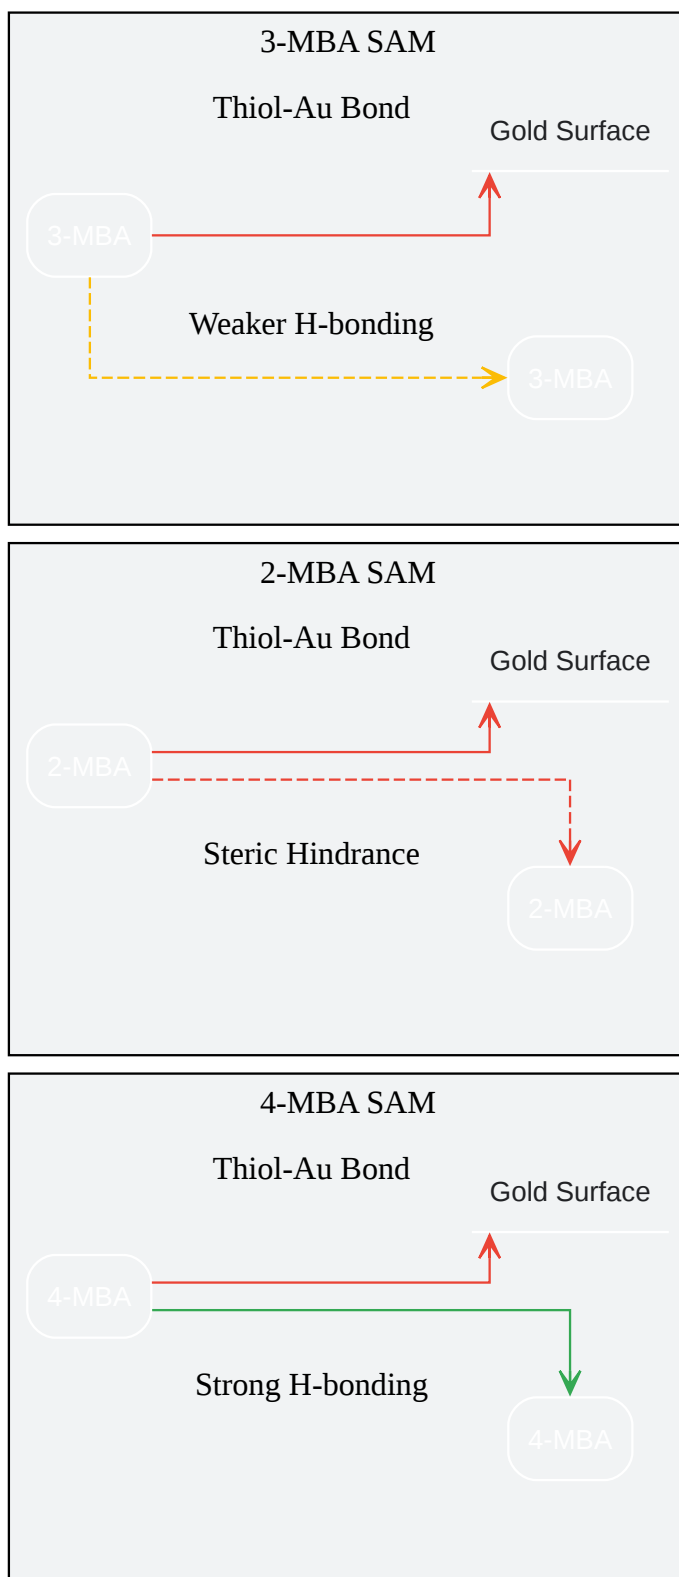 3-MBA SAM
Thiol-Au Bond
Gold Surface
3-MBA
Weaker H-bonding
3-MBA
2-MBA SAM
Thiol-Au Bond
Gold Surface
2-MBA
Steric Hindrance
2-MBA
4-MBA SAM
Thiol-Au Bond
Gold Surface
4-MBA
Strong H-bonding
4-MBA